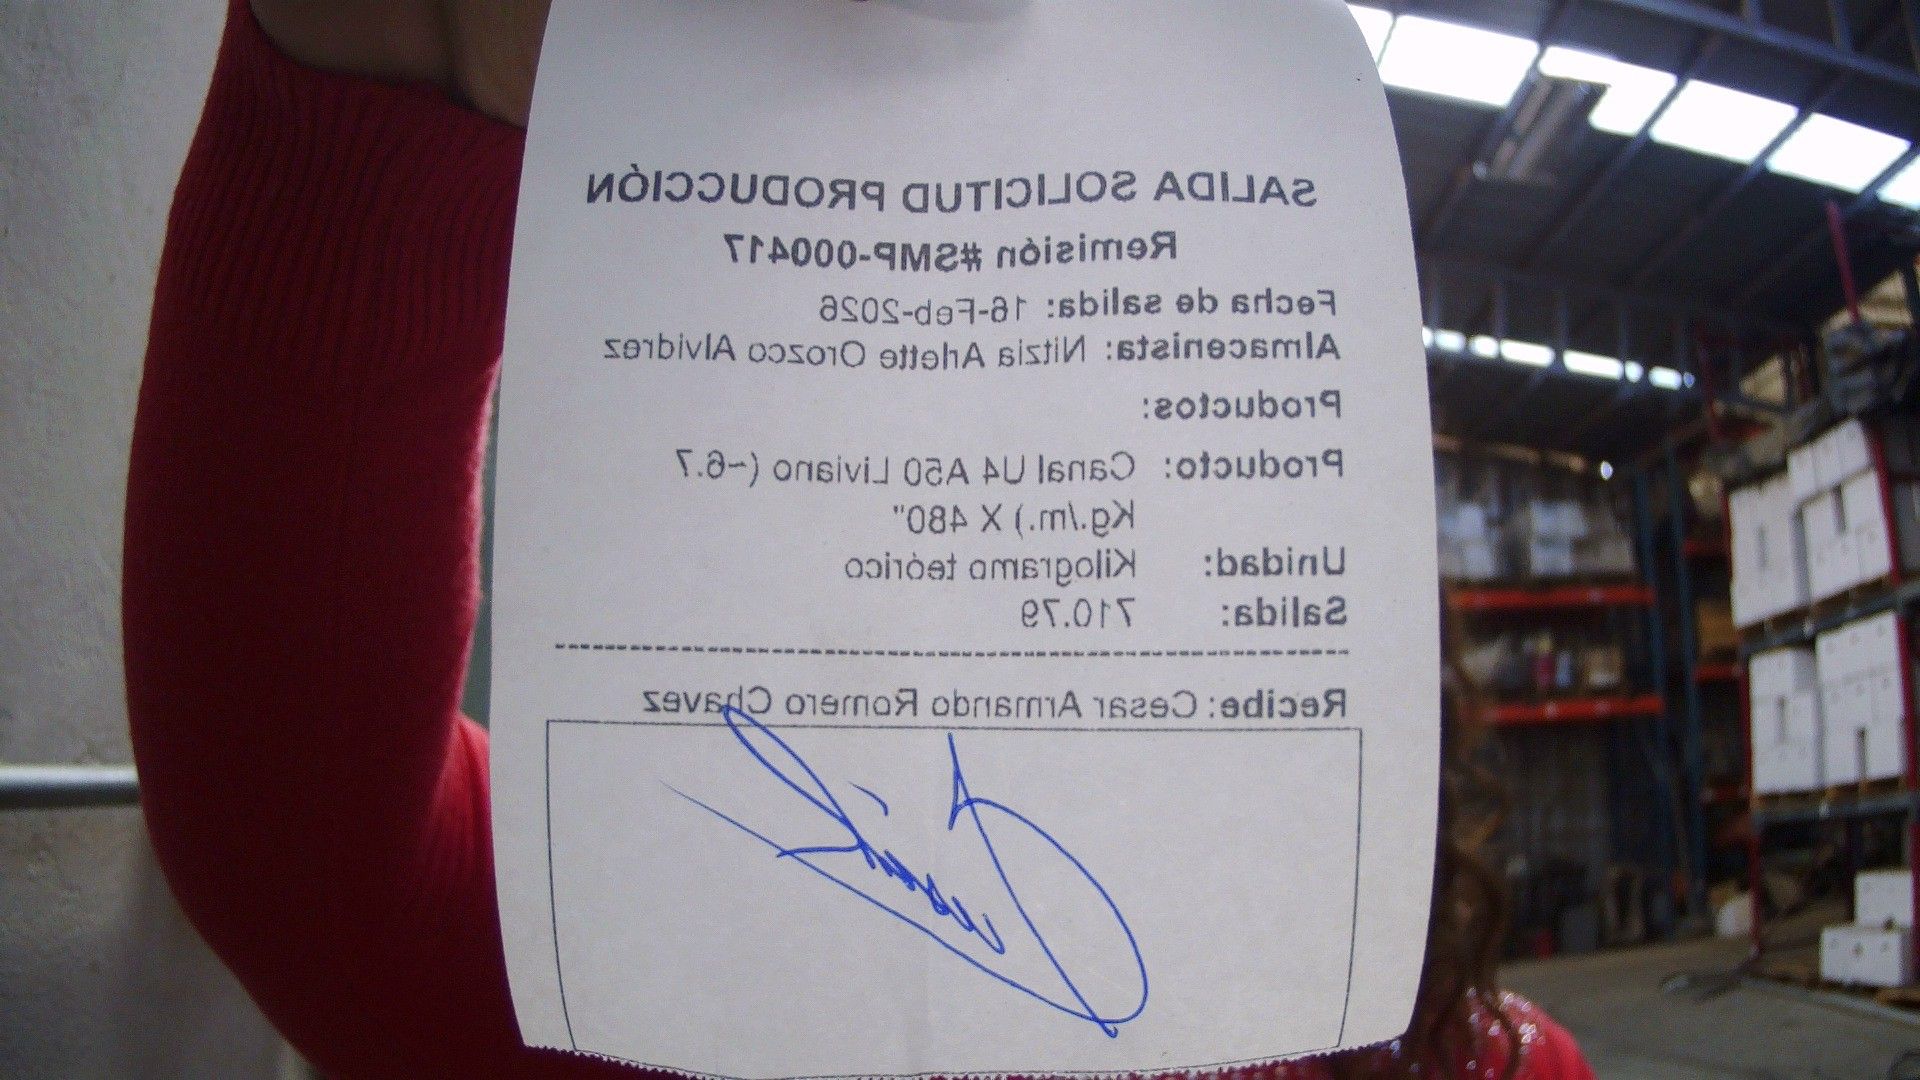 SALIDA SOLICITUD PRODUCCIÓN
Remisión #SMP-000417
Fecha de salida: 16-Feb-2026
Almacenista: Nitzia Arlette Orozco Alvidrez
Productos:
Producto: Canal U4 A50 Liviano (~6.7
Kg./m.) X 480"
Unidad: Kilogramo teórico
Salida: 710.79
Recibe: Cesar Armando Romero Chavez